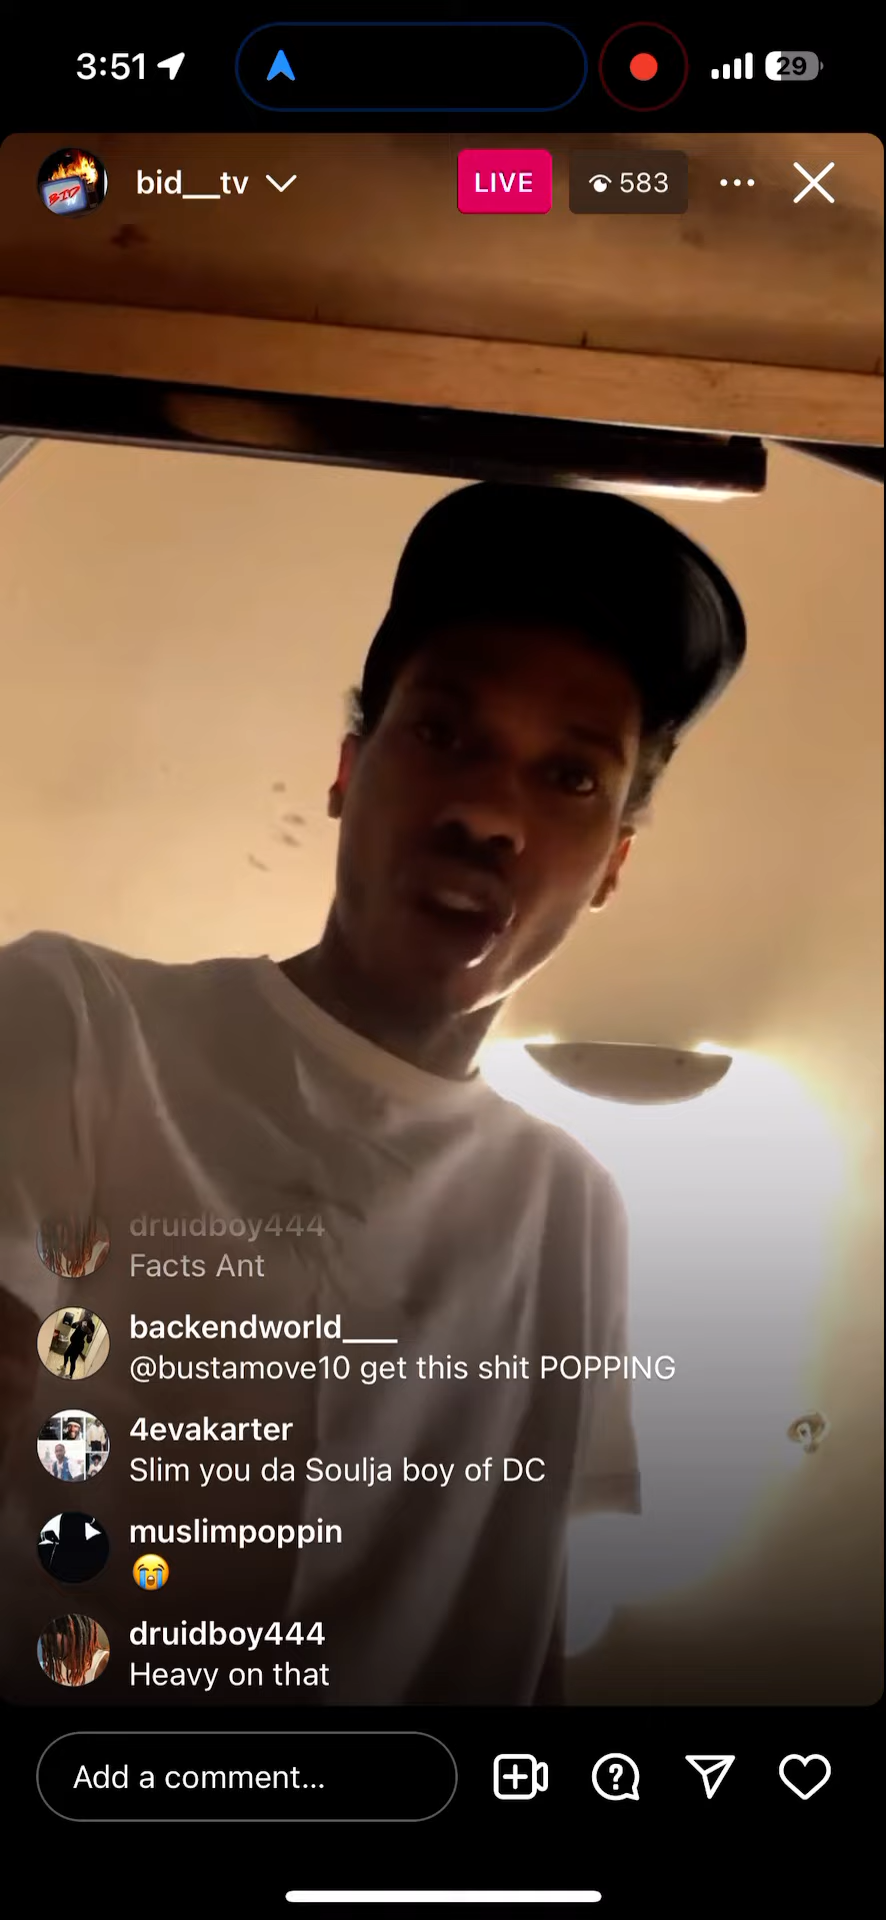 3:51
29
bid__tv
LIVE
583
BID
druidboy444
Facts Ant
backendworld___
@bustamove10 get this shit POPPING
4evakarter
Slim you da Soulja boy of DC
muslimpoppin
😭
druidboy444
Heavy on that
Add a comment...